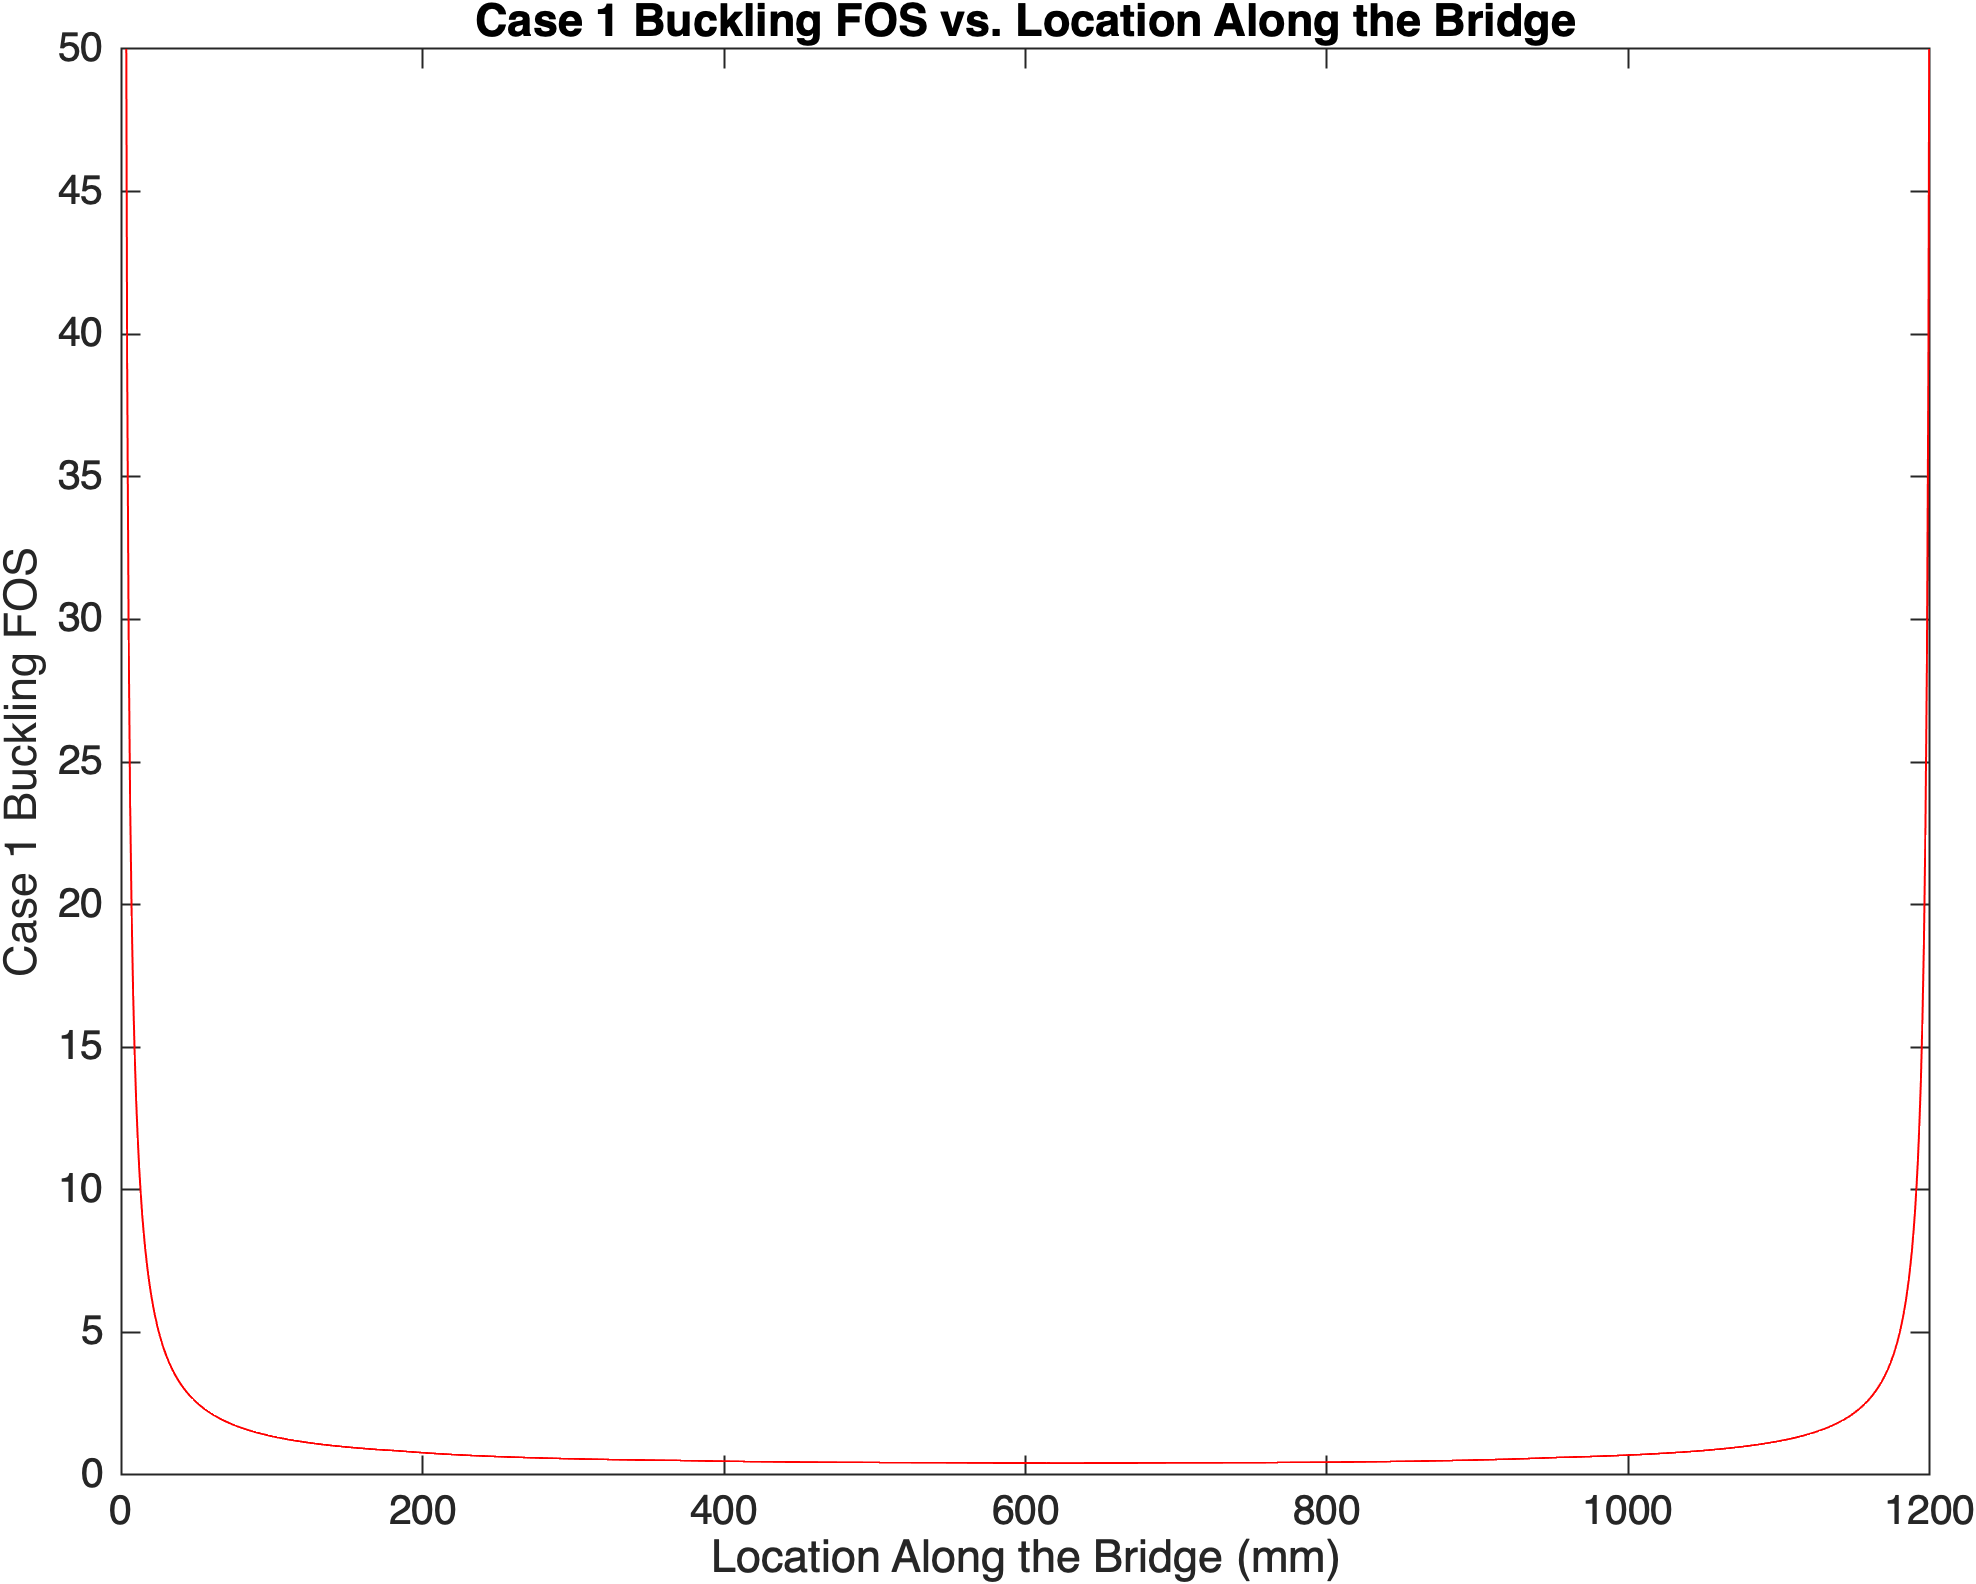 Case 1 Buckling FOS vs. Location Along the Bridge
50
45
40
35
30
25
20
15
10
5
0
Case 1 Buckling FOS
0 200 400 600 800 1000 1200
Location Along the Bridge (mm)